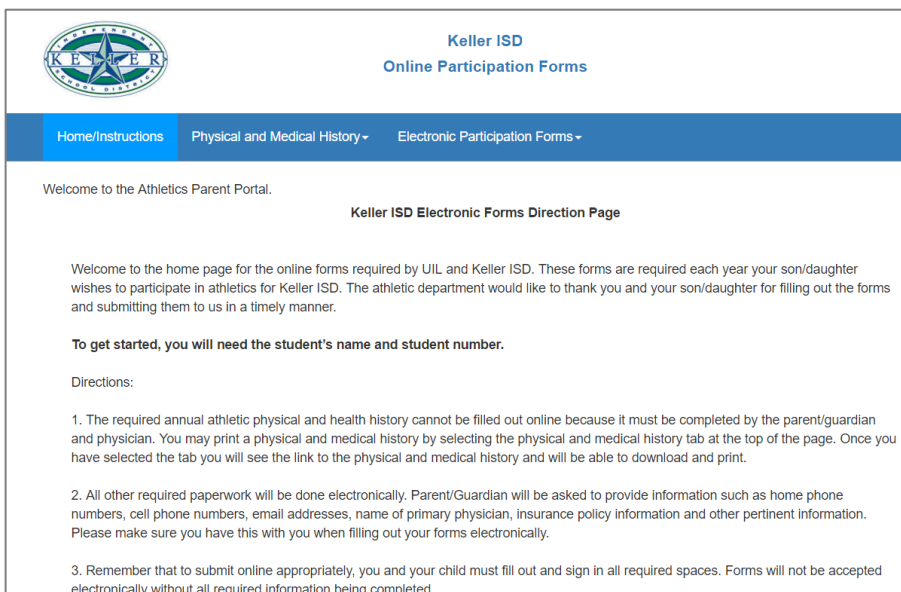 INDEPENDENT
KELLER
SCHOOL DISTRICT
Keller ISD
Online Participation Forms
Home/Instructions Physical and Medical History Electronic Participation Forms
Welcome to the Athletics Parent Portal.
Keller ISD Electronic Forms Direction Page
Welcome to the home page for the online forms required by UIL and Keller ISD. These forms are required each year your son/daughter
wishes to participate in athletics for Keller ISD. The athletic department would like to thank you and your son/daughter for filling out the forms
and submitting them to us in a timely manner.
To get started, you will need the student's name and student number.
Directions:
1. The required annual athletic physical and health history cannot be filled out online because it must be completed by the parent/guardian
and physician. You may print a physical and medical history by selecting the physical and medical history tab at the top of the page. Once you
have selected the tab you will see the link to the physical and medical history and will be able to download and print.
2. All other required paperwork will be done electronically. Parent/Guardian will be asked to provide information such as home phone
numbers, cell phone numbers, email addresses, name of primary physician, insurance policy information and other pertinent information.
Please make sure you have this with you when filling out your forms electronically.
3. Remember that to submit online appropriately, you and your child must fill out and sign in all required spaces. Forms will not be accepted
electronically without all required information being completed.